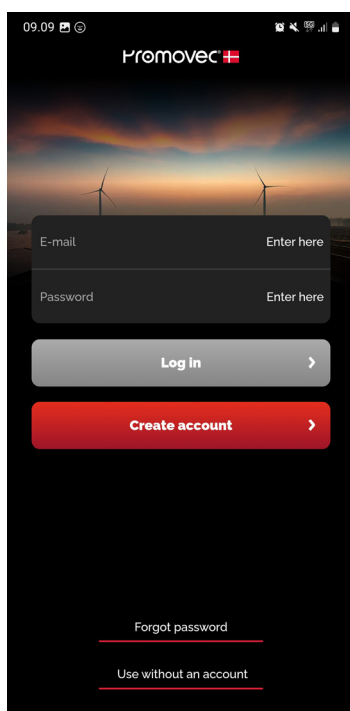 09.09
5G
Promovec
E-mail Enter here
Password Enter here
Log in
Create account
Forgot password
Use without an account